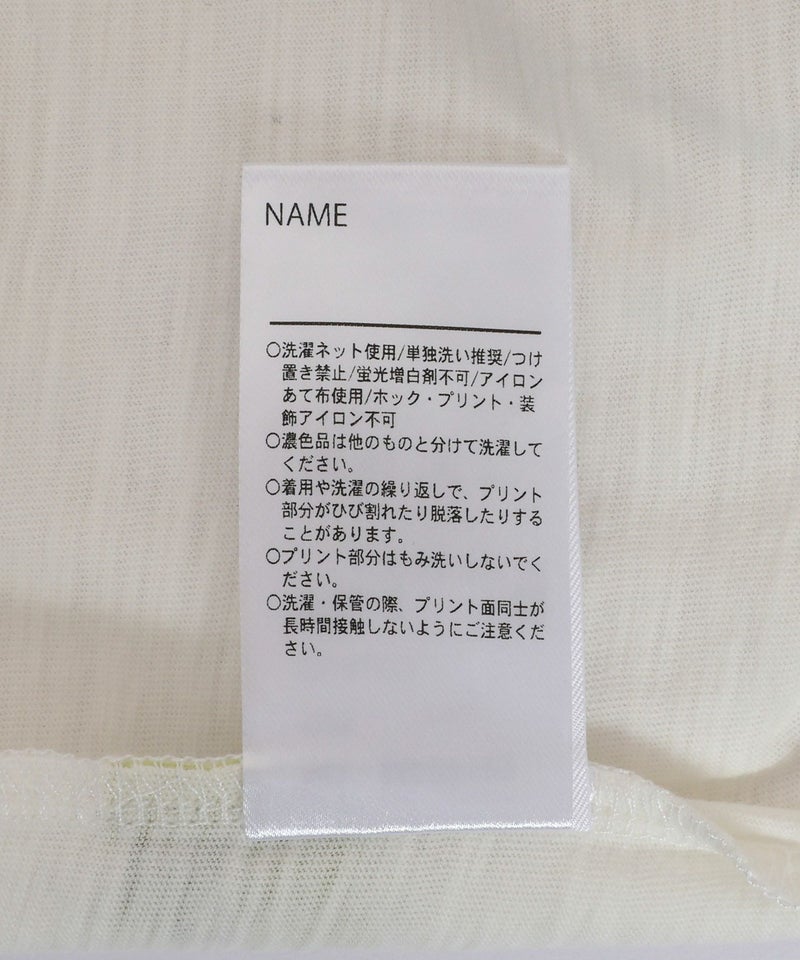 NAME
○洗濯ネット使用/単独洗い推奨/つけ
置き禁止/蛍光増白剤不可/アイロン
あて布使用/ホック・プリント・装
飾アイロン不可
○濃色品は他のものと分けて洗濯して
ください。
○着用や洗濯の繰り返しで、プリント
部分がひび割れたり脱落したりする
ことがあります。
○プリント部分はもみ洗いしないでく
ださい。
○洗濯・保管の際、プリント面同士が
長時間接触しないようにご注意くだ
さい。